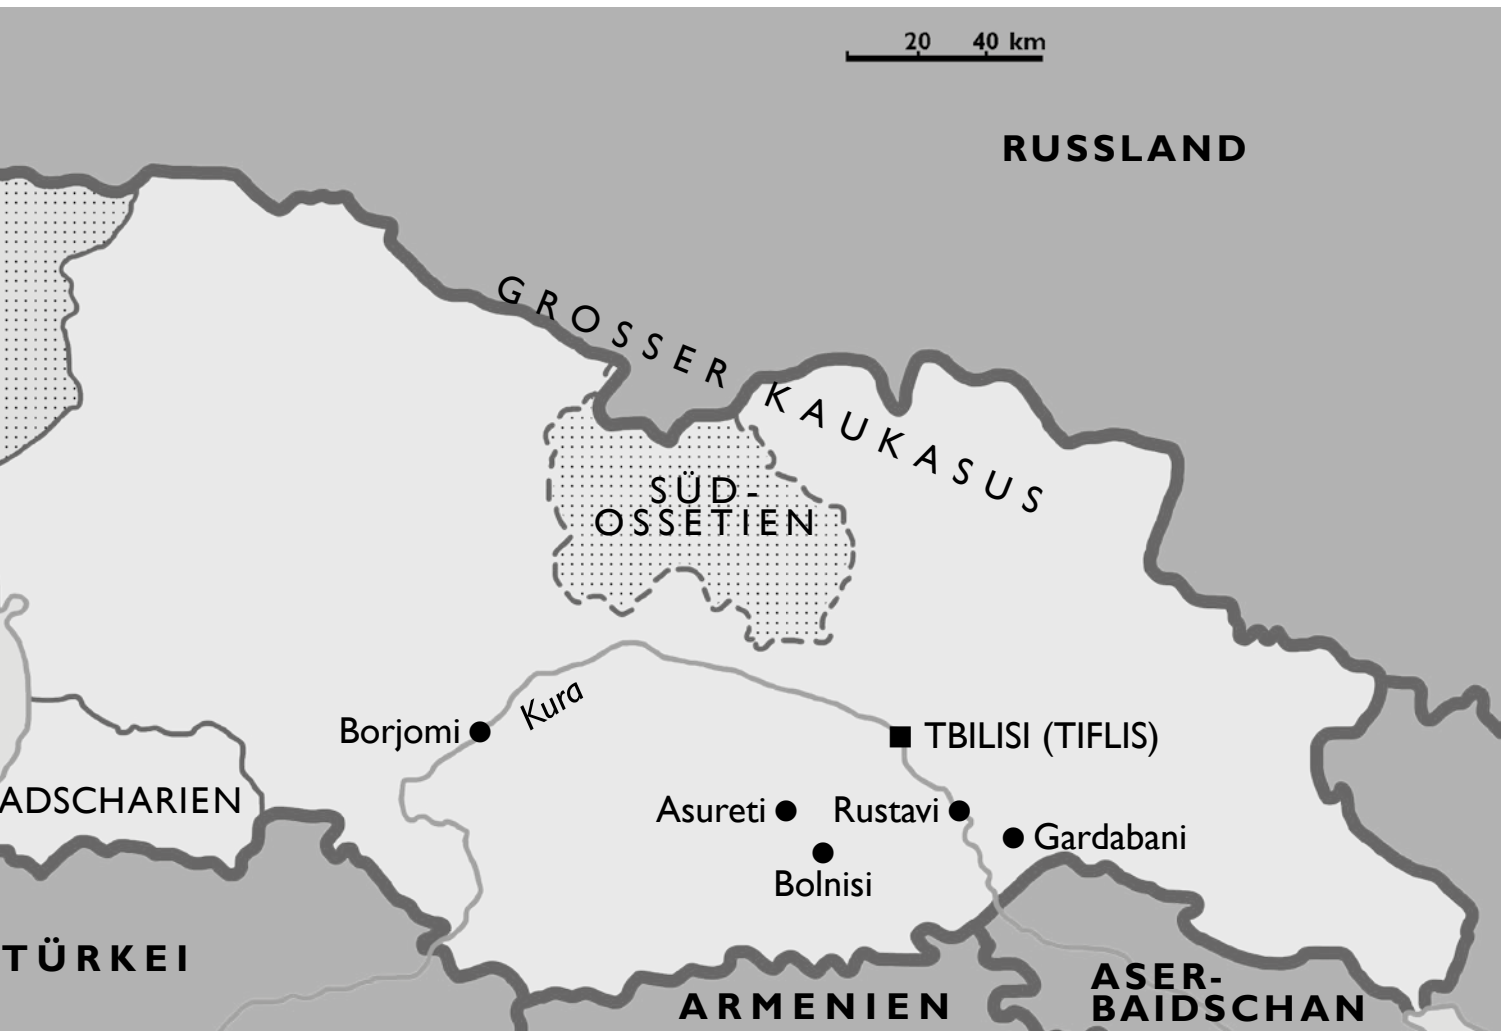 20 40 km
RUSSLAND
GROSSER KAUKASUS
SÜD-
OSSETIEN
Kura
Borjomi
TBILISI (TIFLIS)
ADSCHARIEN
Asureti
Rustavi
Gardabani
Bolnisi
TÜRKEI
ARMENIEN
ASER-
BAIDSCHAN